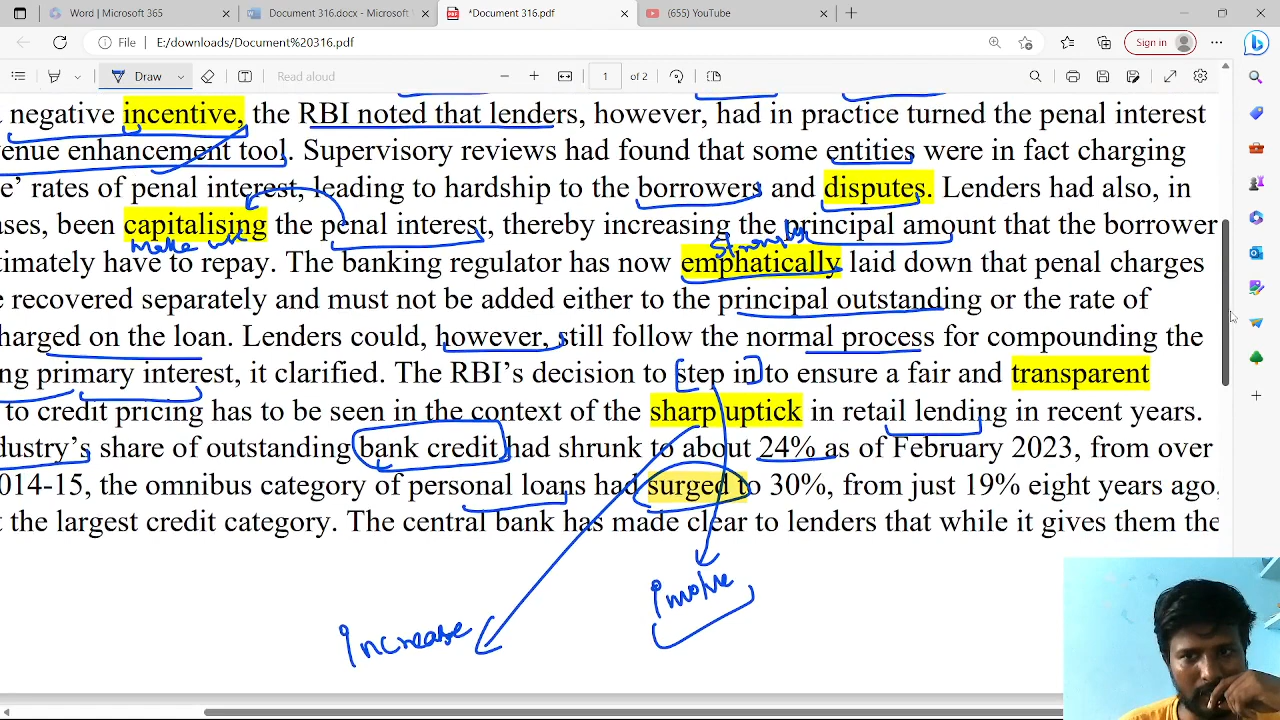 Word | Microsoft 365
Document 316.docx - Microsoft
*Document 316.pdf
(655) YouTube
File
E:/downloads/Document%20316.pdf
Sign in
Draw
Read aloud
1 of 2
negative incentive, the RBI noted that lenders, however, had in practice turned the penal interest
enue enhancement tool. Supervisory reviews had found that some entities were in fact charging
e’ rates of penal interest, leading to hardship to the borrowers and disputes. Lenders had also, in
ases, been capitalising the penal interest, thereby increasing the principal amount that the borrower
make
strongly
timately have to repay. The banking regulator has now emphatically laid down that penal charges
e recovered separately and must not be added either to the principal outstanding or the rate of
harged on the loan. Lenders could, however, still follow the normal process for compounding the
ng primary interest, it clarified. The RBI’s decision to step in to ensure a fair and transparent
to credit pricing has to be seen in the context of the sharp uptick in retail lending in recent years.
dustry’s share of outstanding bank credit had shrunk to about 24% as of February 2023, from over
014-15, the omnibus category of personal loans had surged to 30%, from just 19% eight years ago,
t the largest credit category. The central bank has made clear to lenders that while it gives them the
involve
increase